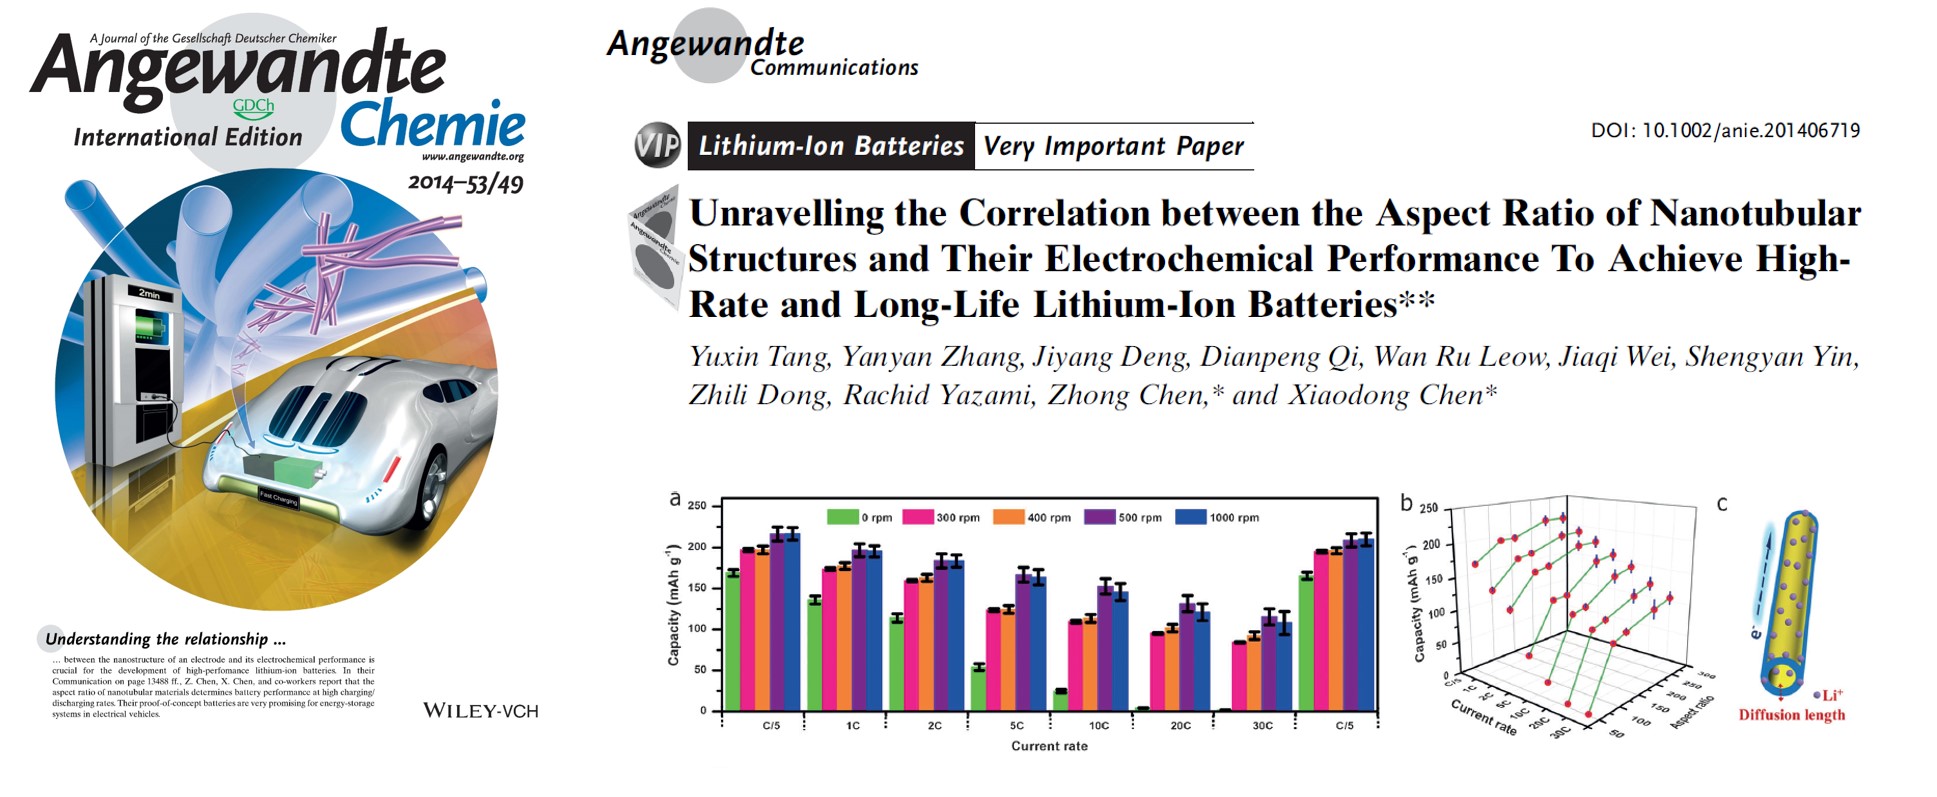 A Journal of the Gesellschaft Deutscher Chemiker
Angewandte
GDCh
Chemie
International Edition
www.angewandte.org
2014–53/49
2min
Fast Charging
Understanding the relationship ...
... between the nanostructure of an electrode and its electrochemical performance is
crucial for the development of high-perfomance lithium-ion batteries. In their
Communication on page 13488 ff., Z. Chen, X. Chen, and co-workers report that the
aspect ratio of nanotubular materials determines battery performance at high charging/
discharging rates. Their proof-of-concept batteries are very promising for energy-storage
systems in electrical vehicles.
WILEY-VCH
Angewandte
Communications
VIP Lithium-Ion Batteries Very Important Paper
DOI: 10.1002/anie.201406719
Angewandte
Angewandte
Chemie
Unravelling the Correlation between the Aspect Ratio of Nanotubular
Structures and Their Electrochemical Performance To Achieve High-
Rate and Long-Life Lithium-Ion Batteries**
Yuxin Tang, Yanyan Zhang, Jiyang Deng, Dianpeng Qi, Wan Ru Leow, Jiaqi Wei, Shengyan Yin,
Zhili Dong, Rachid Yazami, Zhong Chen,* and Xiaodong Chen*
a
250
200
150
100
50
0
Capacity (mAh g⁻¹)
0 rpm 300 rpm 400 rpm 500 rpm 1000 rpm
C/5 1C 2C 5C 10C 20C 30C C/5
Current rate
b
250
200
150
100
50
0
Capacity (mAh g⁻¹)
C/5 1C 2C 5C 10C 20C 30C
Current rate
50 100 150 200 250 300
Aspect ratio
c
e⁻
Li⁺
Diffusion length